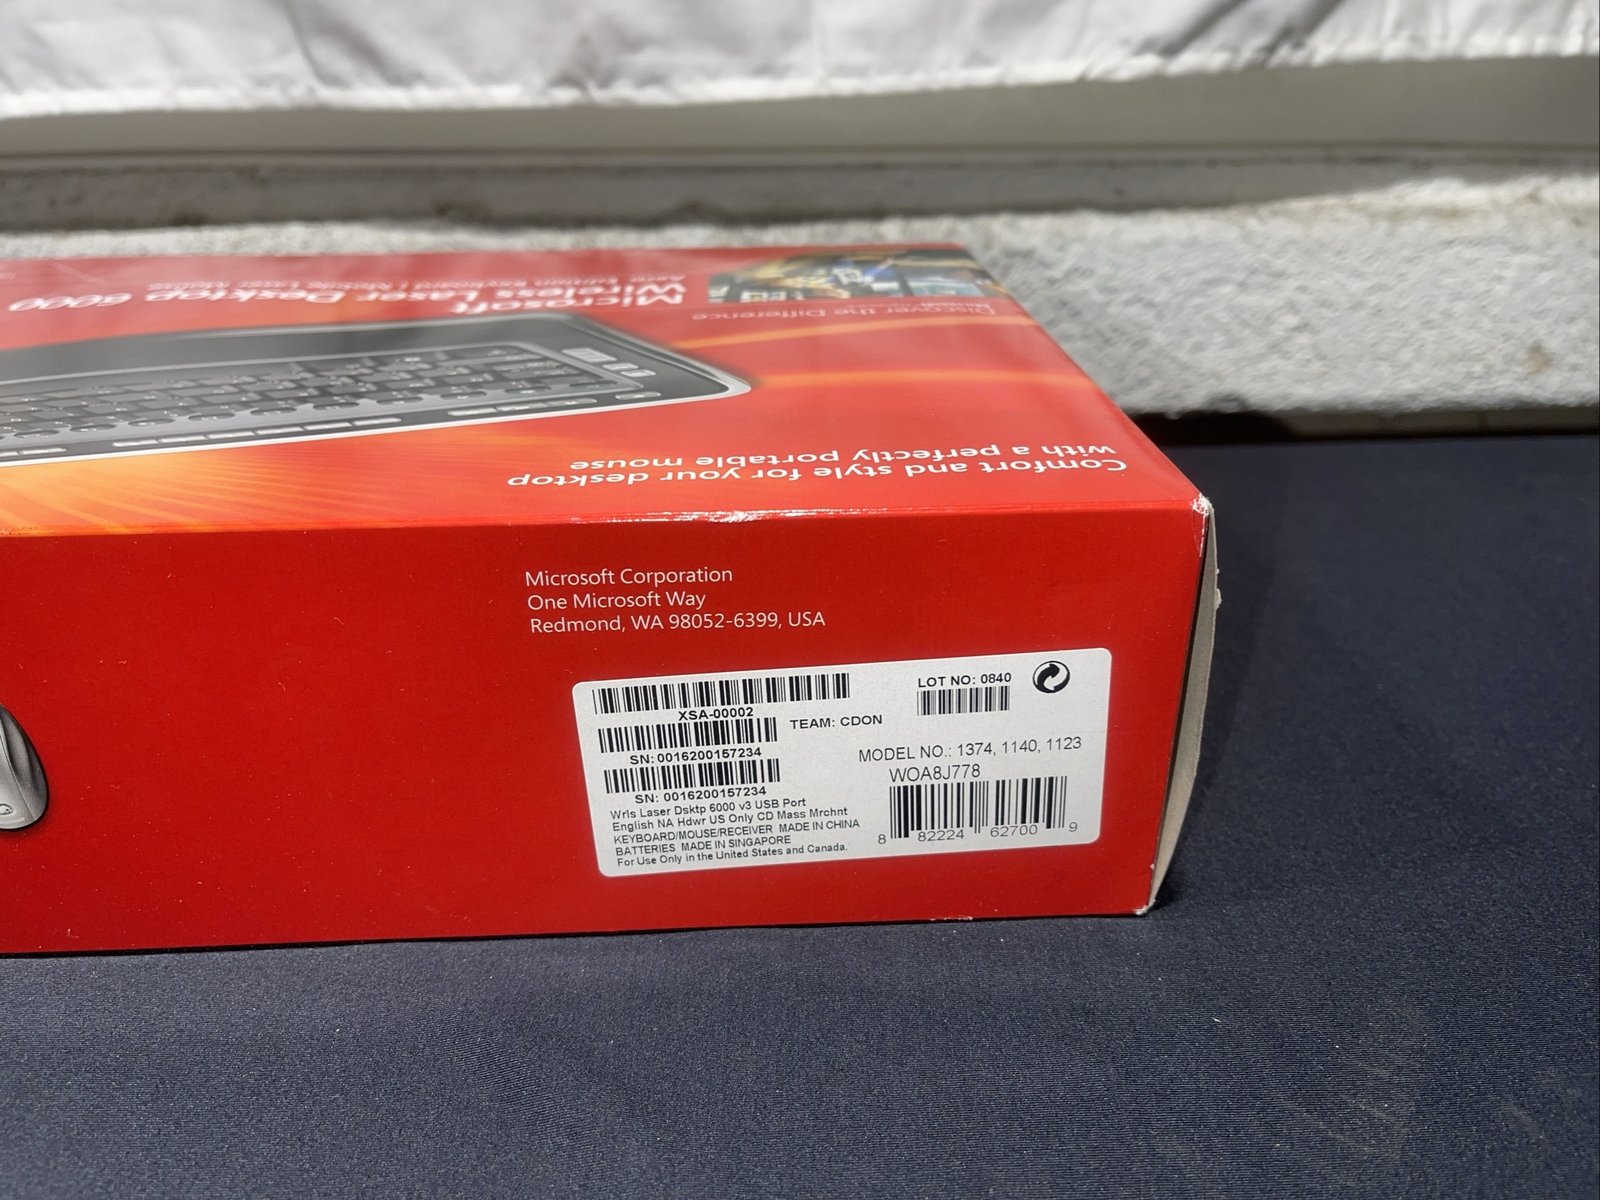 Microsoft
Wireless Laser Desktop 6000
Keyboard | Mobile Laser Mouse
Discover the Difference
Comfort and style for your desktop
with a perfectly portable mouse
Microsoft Corporation
One Microsoft Way
Redmond, WA 98052-6399, USA
XSA-00002
TEAM: CDON
LOT NO: 0840
SN: 0016200157234
SN: 0016200157234
MODEL NO.: 1374, 1140, 1123
WOA8J778
Wrls Laser Dsktp 6000 v3 USB Port
English NA Hdwr US Only CD Mass Mrchnt
KEYBOARD/MOUSE/RECEIVER MADE IN CHINA
BATTERIES MADE IN SINGAPORE
For Use Only in the United States and Canada.
8 82224 62700 9